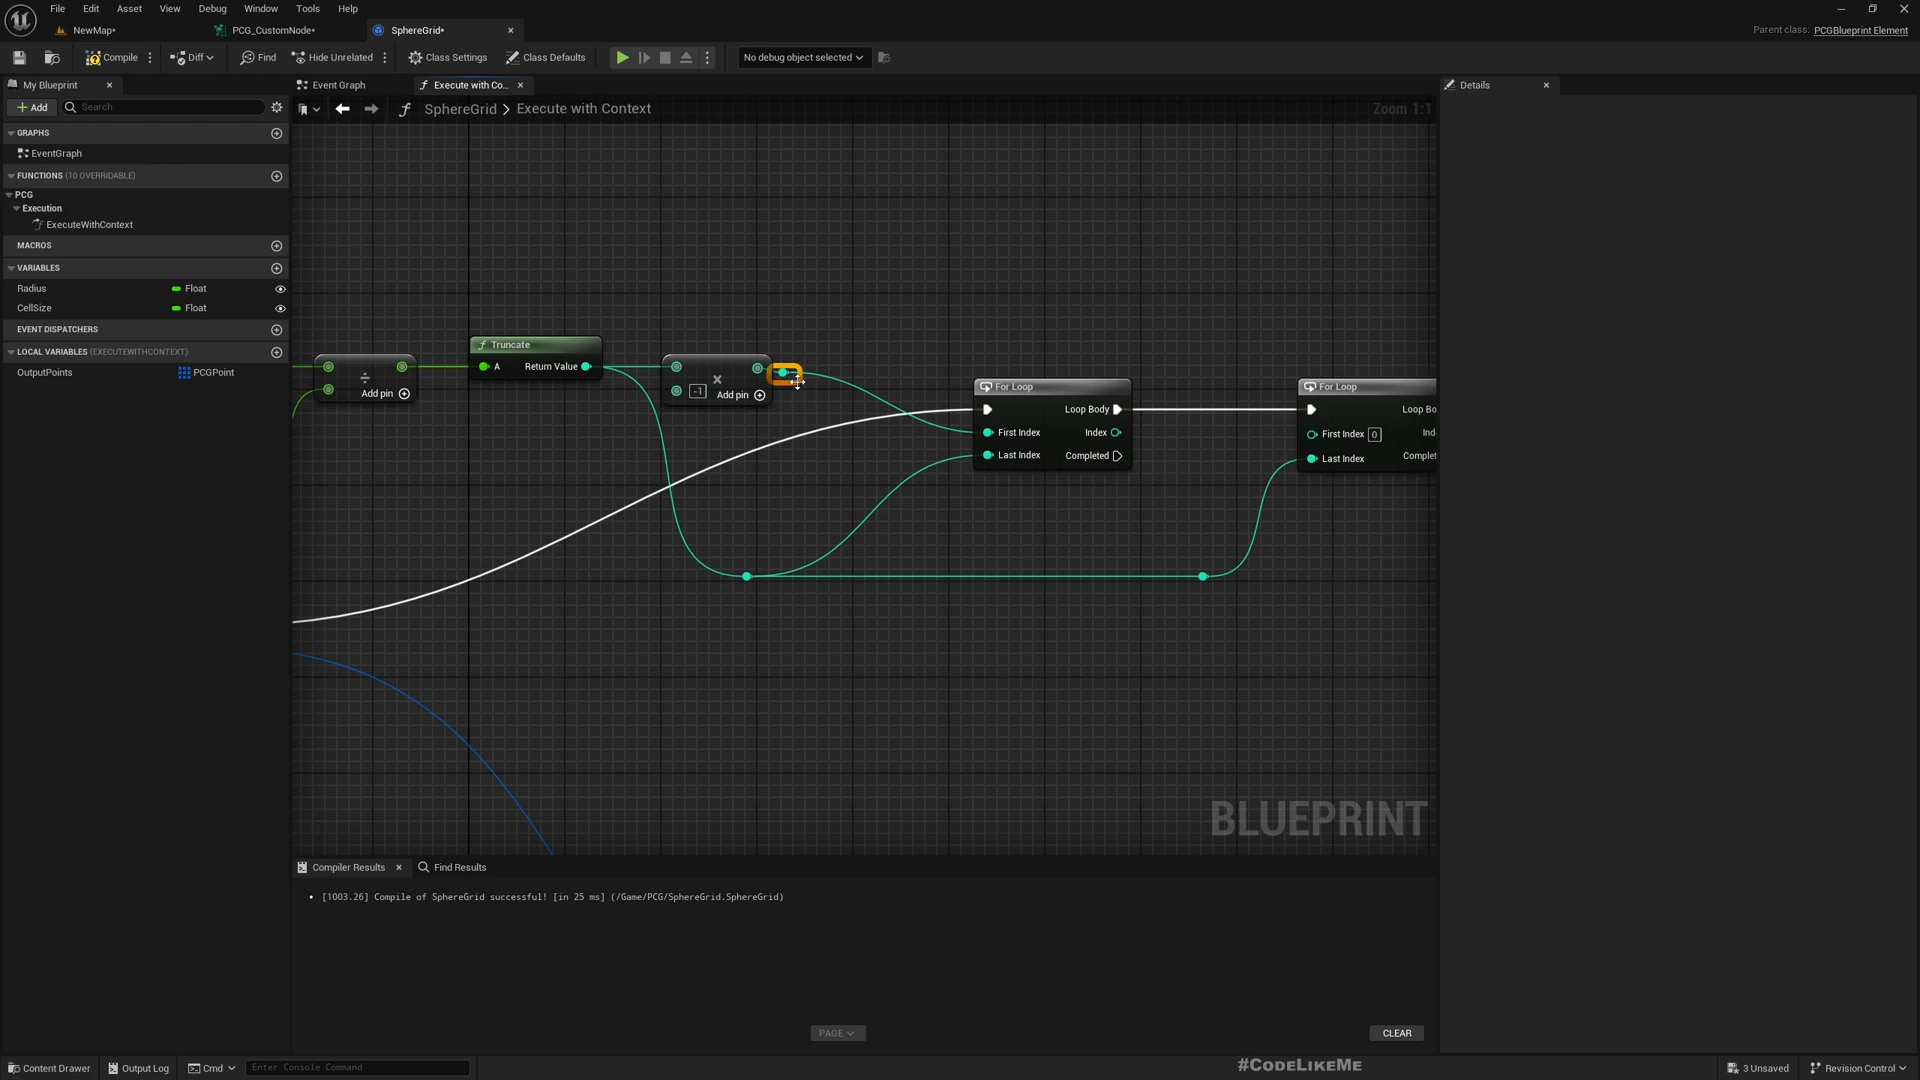 File Edit Asset View Debug Window Tools Help
NewMap* PCG_CustomNode* SphereGrid*
Parent class: PCGBlueprint Element
Compile Diff Find Hide Unrelated Class Settings Class Defaults No debug object selected
My Blueprint Event Graph Execute with Co... Details
Add Search
SphereGrid > Execute with Context Zoom 1:1
GRAPHS
EventGraph
FUNCTIONS (10 OVERRIDABLE)
PCG
Execution
ExecuteWithContext
MACROS
VARIABLES
Radius Float
CellSize Float
EVENT DISPATCHERS
LOCAL VARIABLES (EXECUTEWITHCONTEXT)
OutputPoints PCGPoint
÷
Add pin
Truncate
A Return Value
×
-1
Add pin
For Loop
Loop Body
First Index Index
Last Index Completed
For Loop
Loop Bo
First Index 0 Ind
Last Index Complet
BLUEPRINT
Compiler Results Find Results
• [1003.26] Compile of SphereGrid successful! [in 25 ms] (/Game/PCG/SphereGrid.SphereGrid)
PAGE CLEAR
Content Drawer Output Log Cmd Enter Console Command #CODELIKEME 3 Unsaved Revision Control